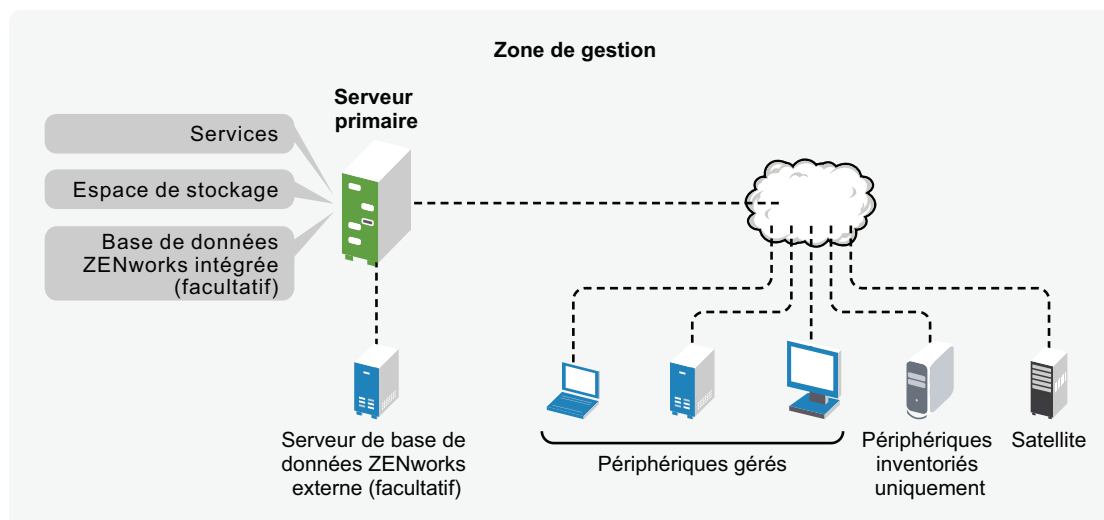 Zone de gestion
Serveur
primaire
Services
Espace de stockage
Base de données
ZENworks intégrée
(facultatif)
Serveur de base de
données ZENworks
externe (facultatif)
Périphériques gérés
Périphériques
inventoriés
uniquement
Satellite